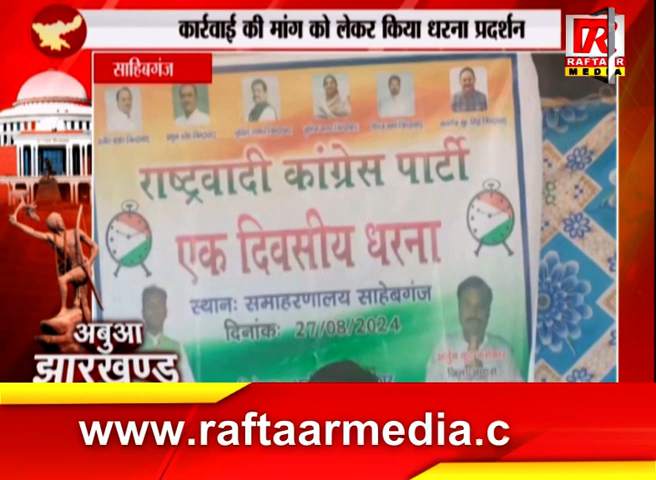 कार्रवाई की मांग को लेकर किया धरना प्रदर्शन
RAFTAAR
MEDIA
साहिबगंज
राष्ट्रवादी कांग्रेस पार्टी
एक दिवसीय धरना
स्थान: समाहरणालय साहेबगंज
दिनांक: 27/08/2024
अबुआ
झारखण्ड
www.raftaarmedia.c